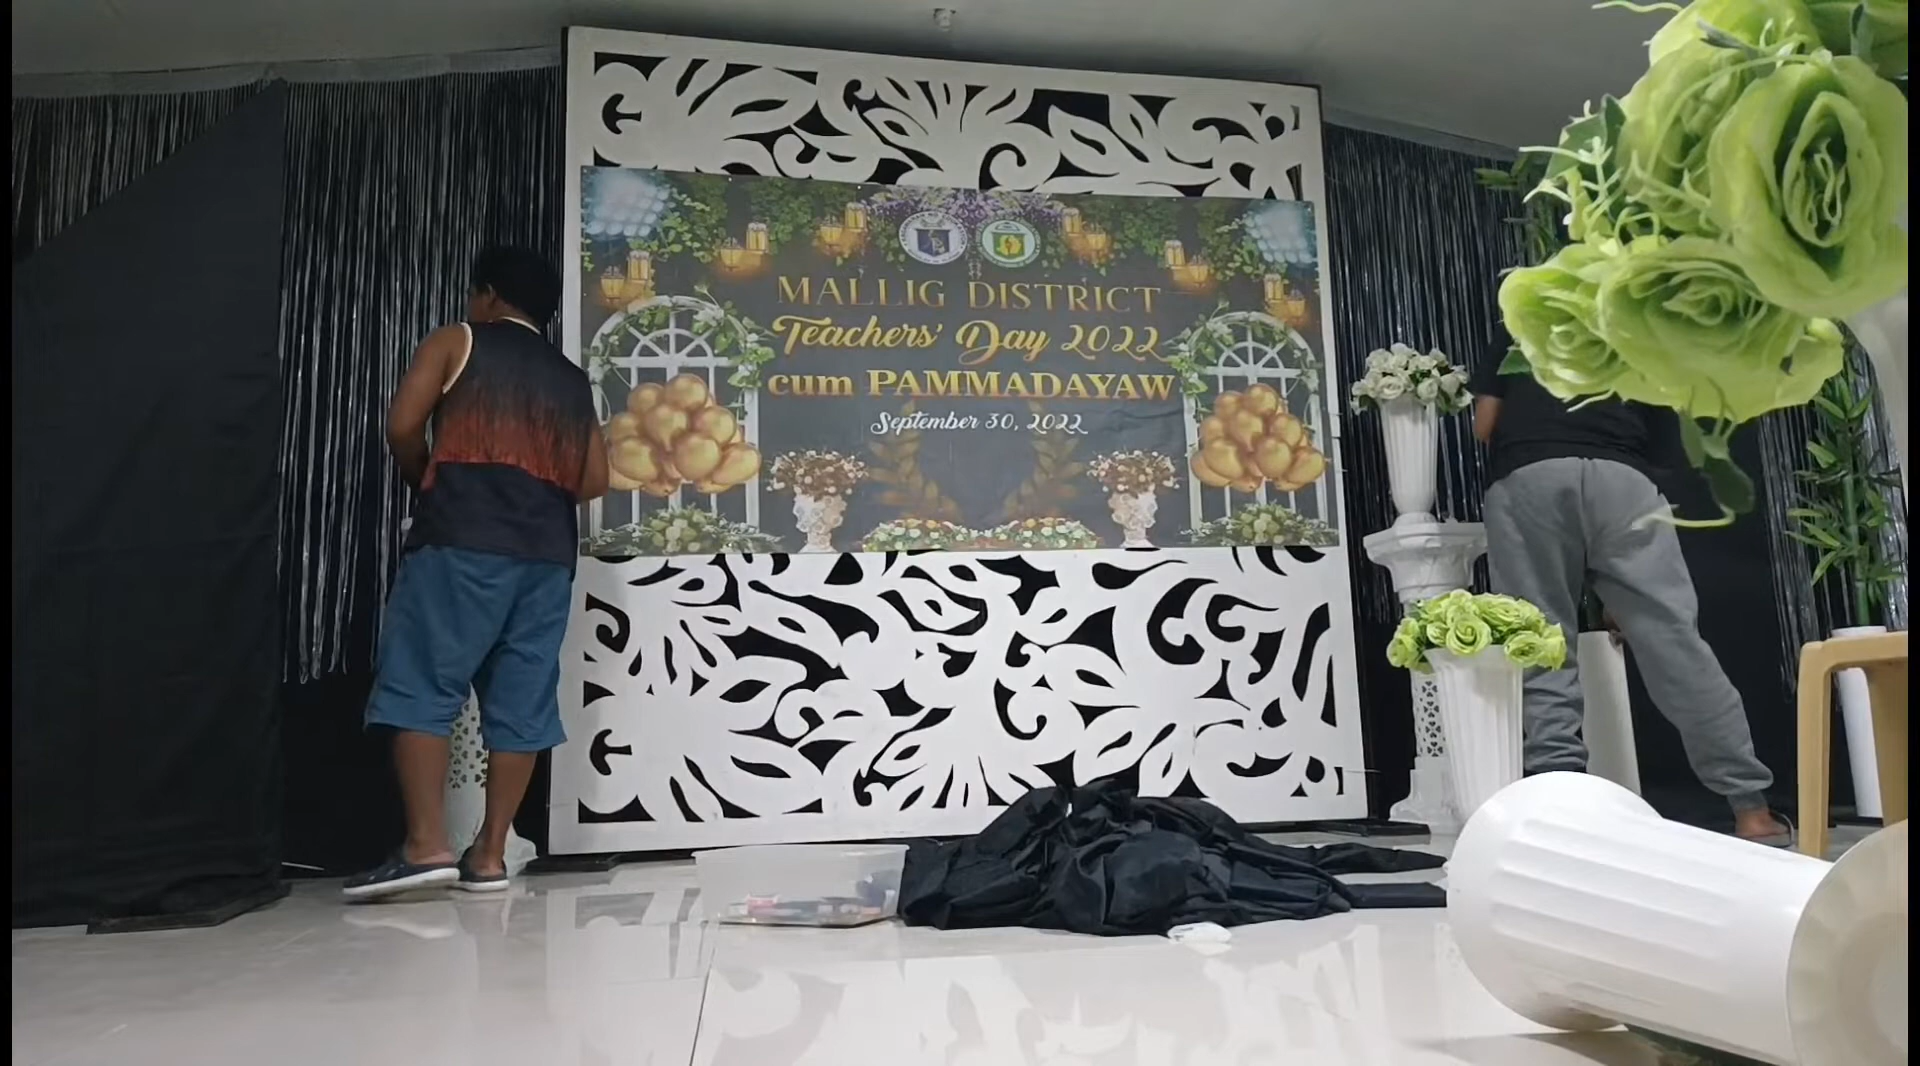 MALLIG DISTRICT
Teachers' Day 2022
cum PAMMADAYAW
September 30, 2022